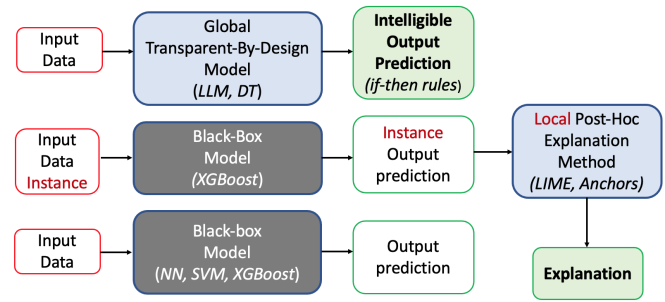 Input
Data
Global
Transparent-By-Design
Model
(LLM, DT)
Intelligible
Output
Prediction
(if-then rules)
Input
Data
Instance
Black-Box
Model
(XGBoost)
Instance
Output
prediction
Local Post-Hoc
Explanation
Method
(LIME, Anchors)
Input
Data
Black-box
Model
(NN, SVM, XGBoost)
Output
prediction
Explanation